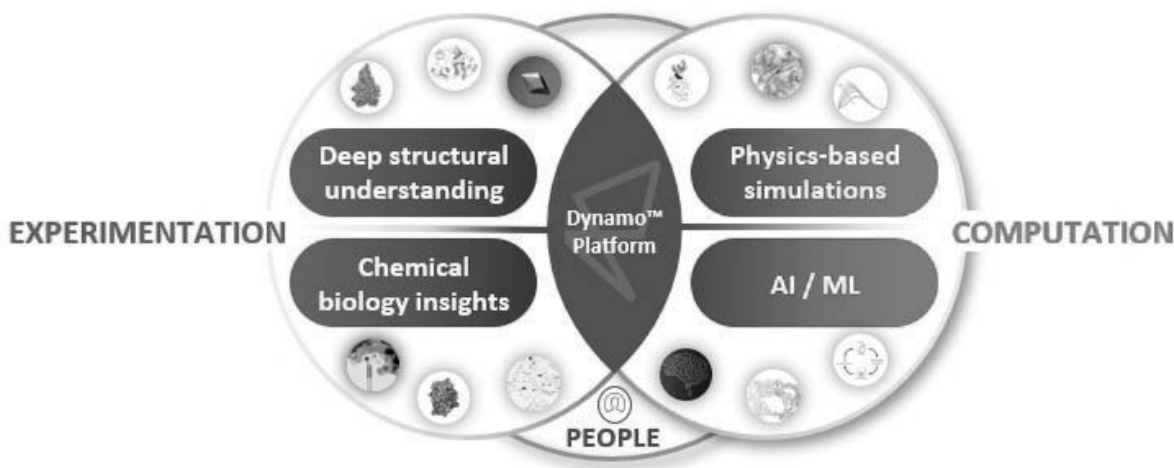 Deep structural
understanding
Physics-based
simulations
EXPERIMENTATION
Dynamo™
Platform
COMPUTATION
Chemical
biology insights
AI / ML
PEOPLE